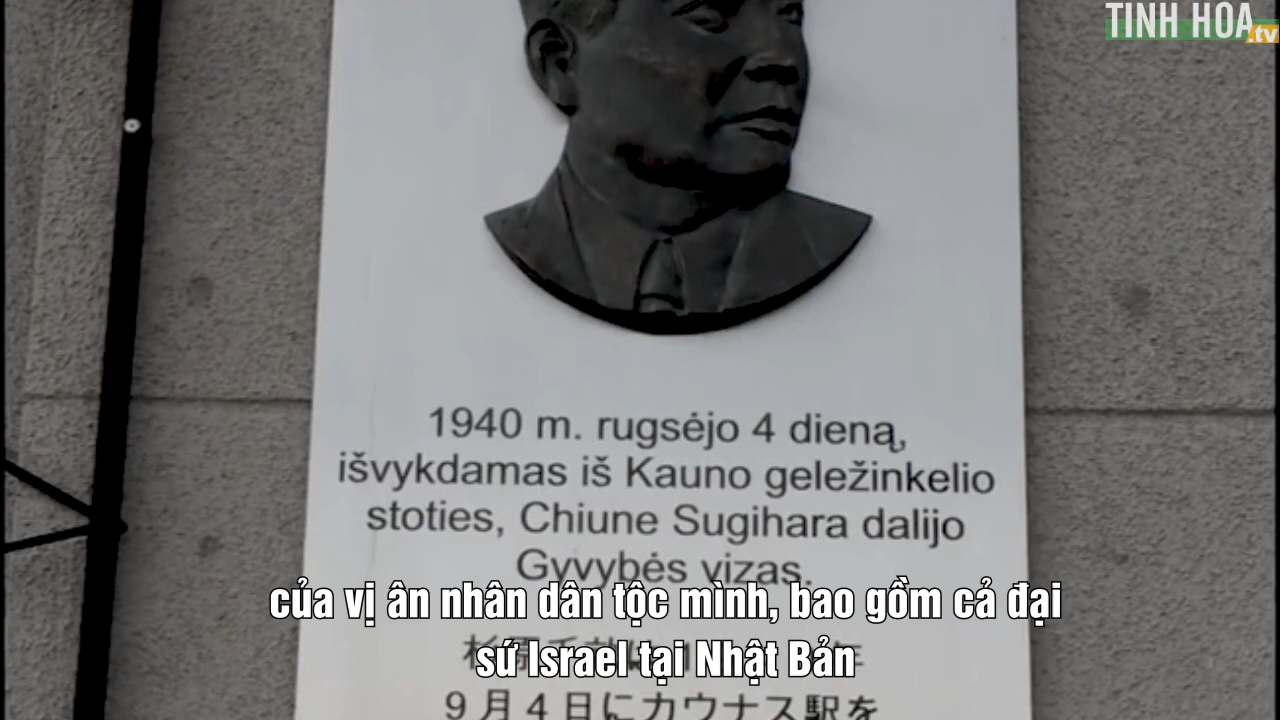 TINH HOA
.tv
1940 m. rugsėjo 4 dieną,
išvykdamas iš Kauno geležinkelio
stoties, Chiune Sugihara dalijo
Gyvybės vizas.
của vị ân nhân dân tộc mình, bao gồm cả đại
sứ Israel tại Nhật Bản
9月4日にカウナス駅を